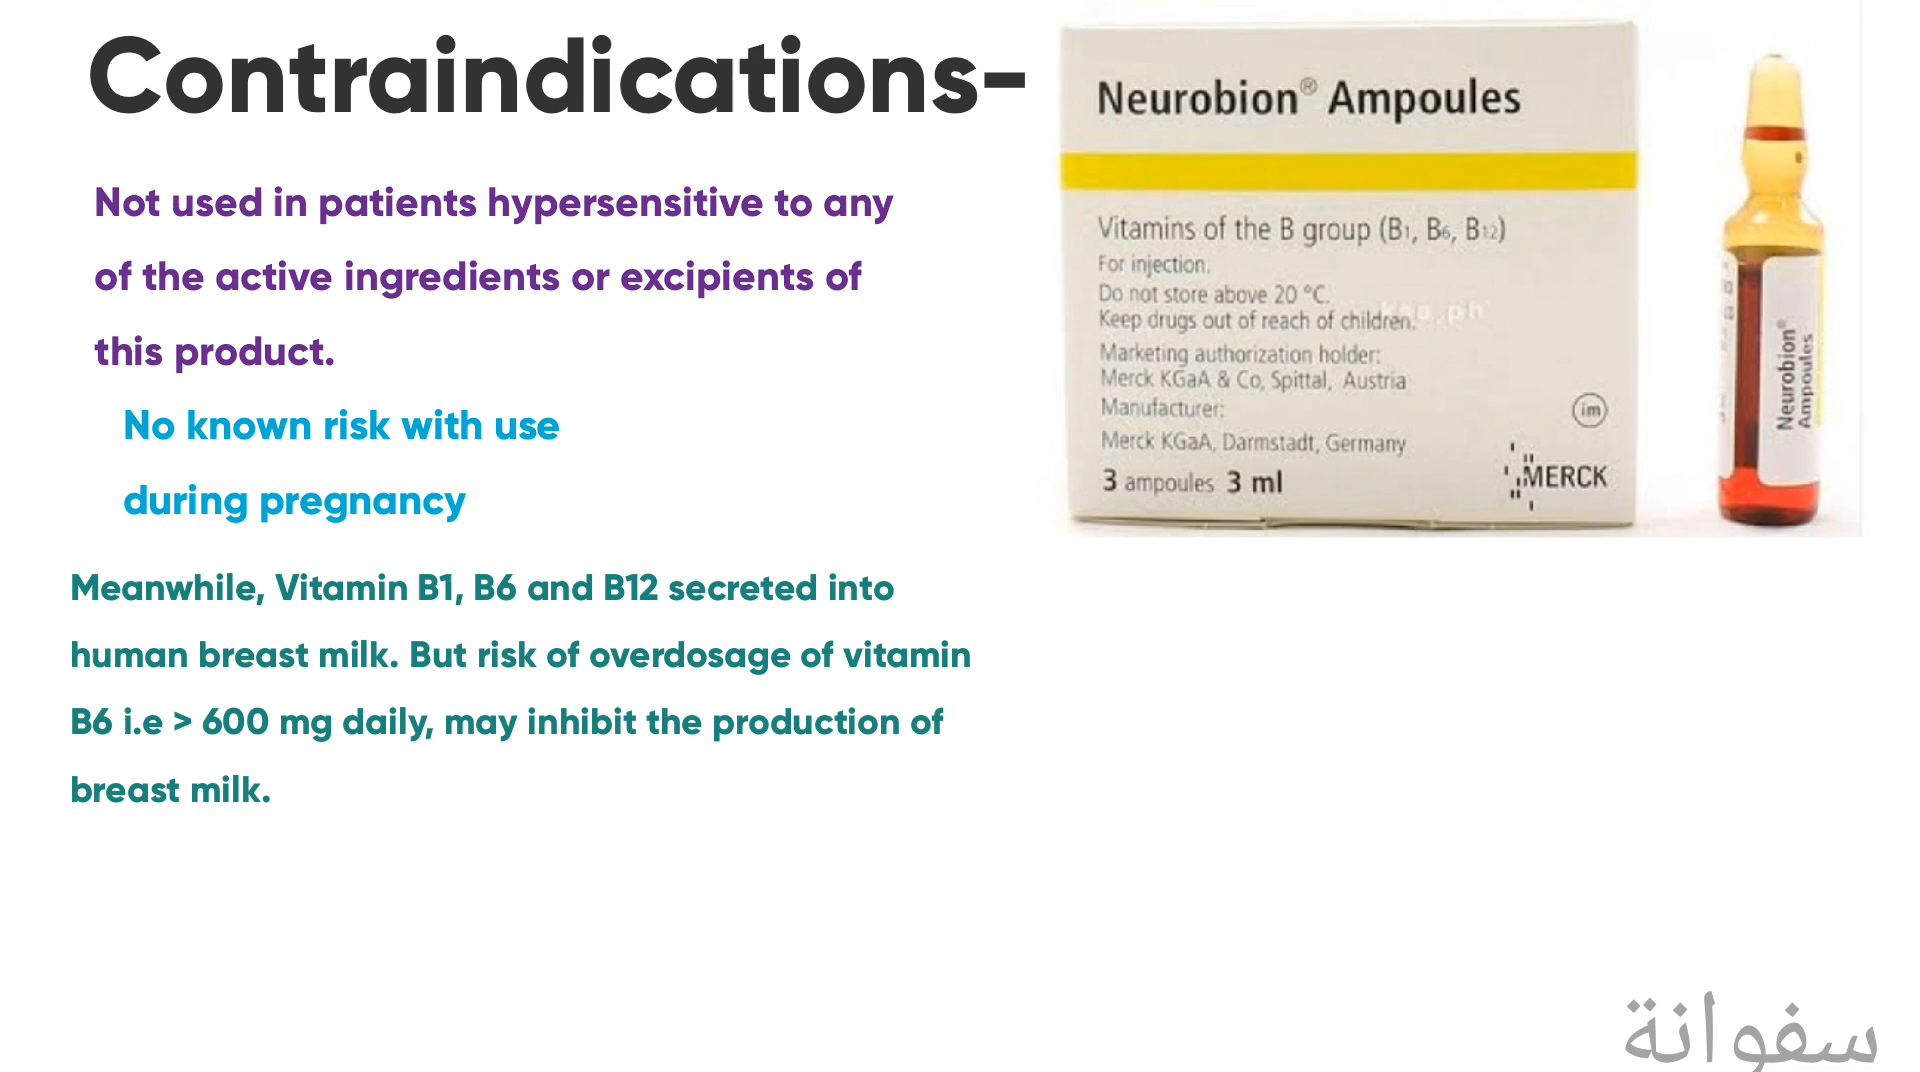 Contraindications-
Not used in patients hypersensitive to any
of the active ingredients or excipients of
this product.
No known risk with use
during pregnancy
Meanwhile, Vitamin B1, B6 and B12 secreted into
human breast milk. But risk of overdosage of vitamin
B6 i.e > 600 mg daily, may inhibit the production of
breast milk.
Neurobion® Ampoules
Vitamins of the B group (B1, B6, B12)
For injection.
Do not store above 20 °C.
Keep drugs out of reach of children.
Marketing authorization holder:
Merck KGaA & Co, Spittal, Austria
Manufacturer:
Merck KGaA, Darmstadt, Germany
3 ampoules 3 ml
im
MERCK
Neurobion®
Ampoules
سفوانة